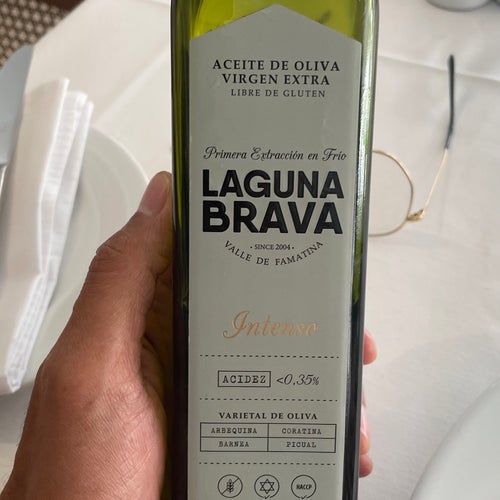 ACEITE DE OLIVA
VIRGEN EXTRA
LIBRE DE GLUTEN
Primera Extracción en Frío
LAGUNA
BRAVA
· SINCE 2004 ·
VALLE DE FAMATINA
Intenso
ACIDEZ <0,35%
VARIETAL DE OLIVA
ARBEQUINA CORATINA
BARNEA PICUAL
HACCP